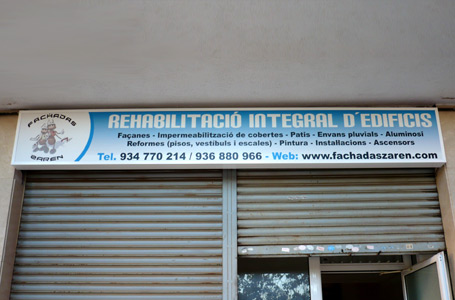 FACHADAS
ZAREN
REHABILITACIÓ INTEGRAL D'EDIFICIS
Façanes - Impermeabilització de cobertes - Patis - Envans pluvials - Aluminosi
Reformes (pisos, vestíbuls i escales) - Pintura - Installacions - Ascensors
Tel. 934 770 214 / 936 880 966 - Web: www.fachadaszaren.com